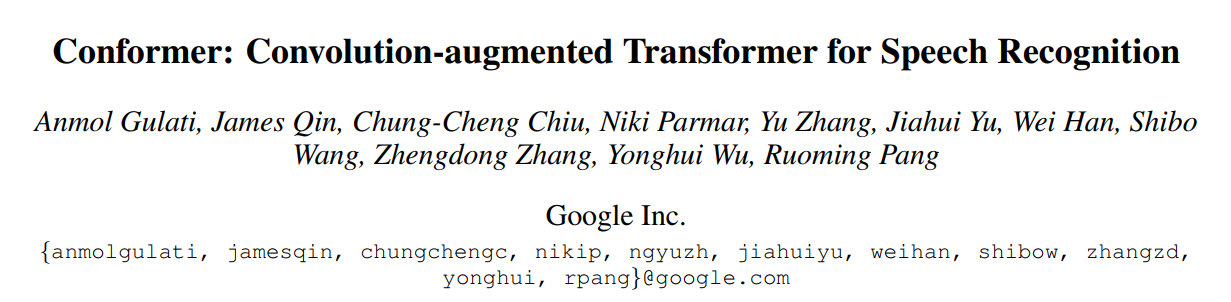 Conformer: Convolution-augmented Transformer for Speech Recognition
Anmol Gulati, James Qin, Chung-Cheng Chiu, Niki Parmar, Yu Zhang, Jiahui Yu, Wei Han, Shibo
Wang, Zhengdong Zhang, Yonghui Wu, Ruoming Pang
Google Inc.
{anmolgulati, jamesqin, chungchengc, nikip, ngyuzh, jiahuiyu, weihan, shibow, zhangzd,
yonghui, rpang}@google.com